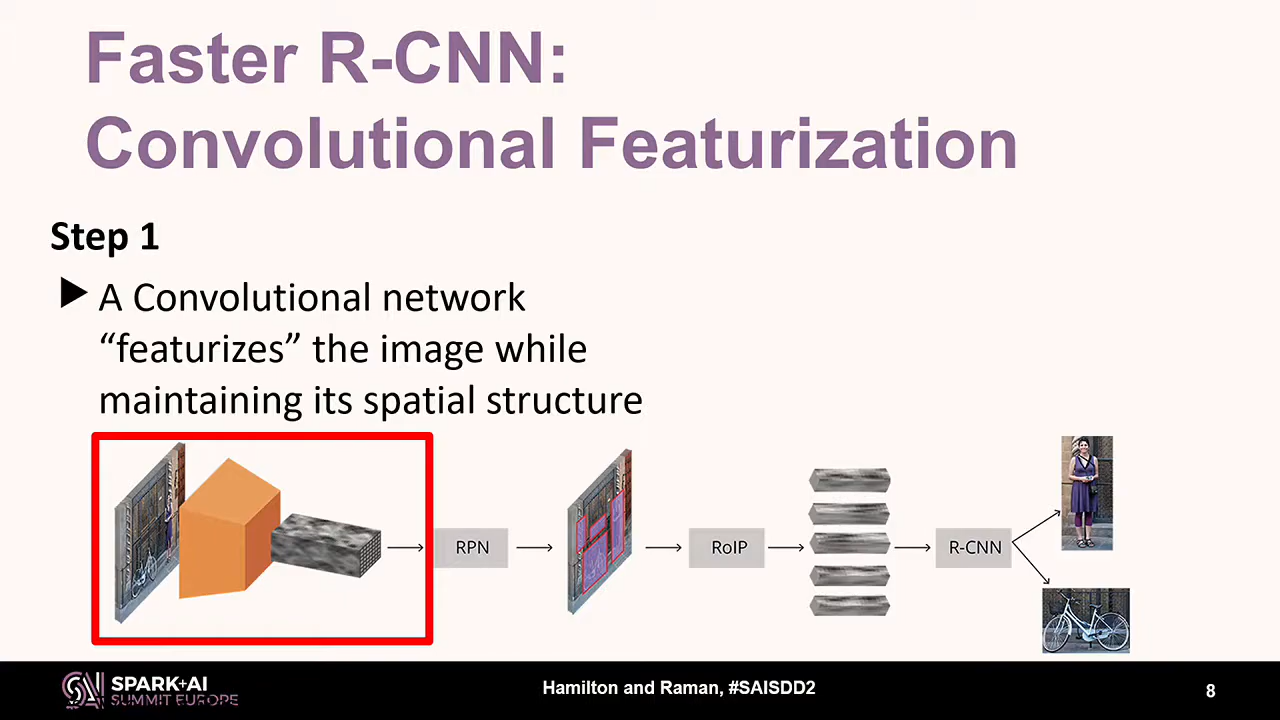 Faster R-CNN:
Convolutional Featurization
Step 1
A Convolutional network
“featurizes” the image while
maintaining its spatial structure
RPN
RoIP
R-CNN
SPARK+AI
SUMMIT EUROPE
Hamilton and Raman, #SAISDD2
8